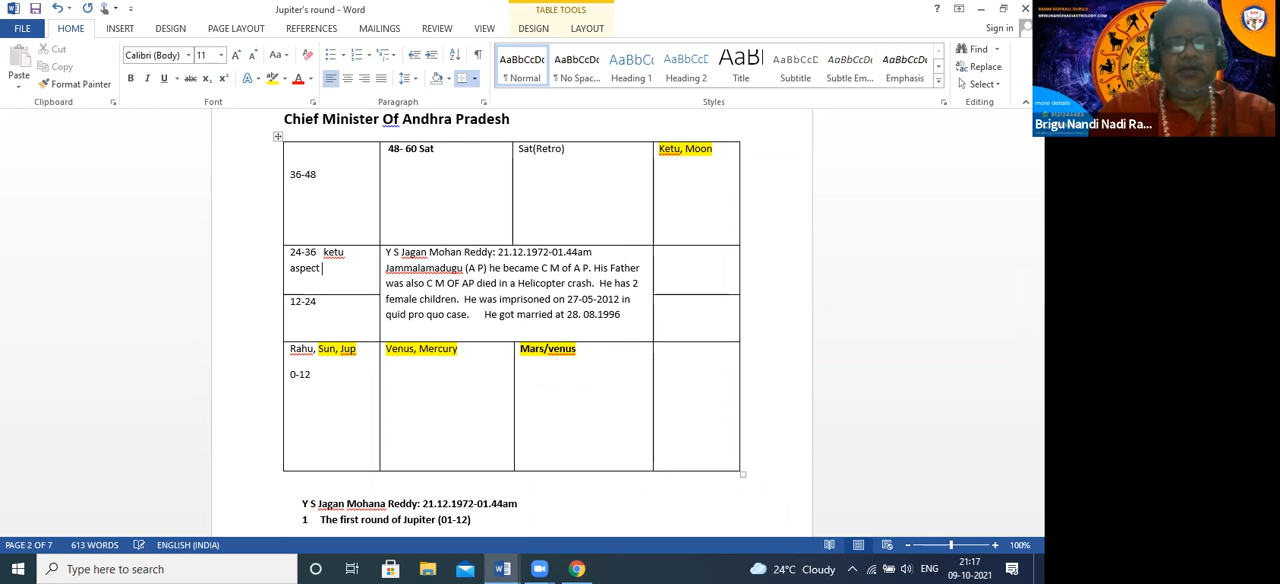 Jupiter's round - Word
TABLE TOOLS
Sign in
FILE
HOME
INSERT
DESIGN
PAGE LAYOUT
REFERENCES
MAILINGS
REVIEW
VIEW
DESIGN
LAYOUT
Paste
Cut
Copy
Format Painter
Clipboard
Calibri (Body)
11
Font
Paragraph
AaBbCcDc
¶ Normal
AaBbCcDc
¶ No Spac...
AaBbCc
Heading 1
AaBbCc
Heading 2
AaBl
Title
AaBbCcD
Subtitle
AaBbCcDc
Subtle Em...
AaBbCcDc
Emphasis
Styles
Find
Replace
Select
Editing
more details
Brigu Nandi Nadi Ra...
Chief Minister Of Andhra Pradesh
48- 60 Sat
Sat(Retro)
Ketu, Moon
36-48
24-36 ketu
aspect
Y S Jagan Mohan Reddy: 21.12.1972-01.44am
Jammalamadugu (A P) he became C M of A P. His Father
was also C M OF AP died in a Helicopter crash. He has 2
female children. He was imprisoned on 27-05-2012 in
quid pro quo case. He got married at 28. 08.1996
12-24
Rahu, Sun, Jup
Venus, Mercury
Mars/venus
0-12
Y S Jagan Mohana Reddy: 21.12.1972-01.44am
1 The first round of Jupiter (01-12)
PAGE 2 OF 7
613 WORDS
ENGLISH (INDIA)
100%
Type here to search
24°C Cloudy
ENG
21:17
09-10-2021